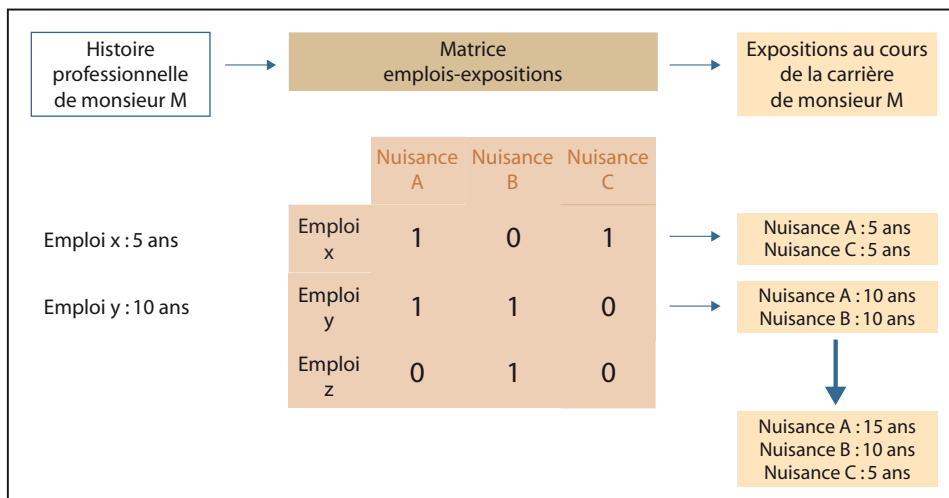 Histoire
professionnelle
de monsieur M
Matrice
emplois-expositions
Expositions au cours
de la carrière
de monsieur M
Nuisance
A
Nuisance
B
Nuisance
C
Emploi x : 5 ans
Emploi
x
1 0 1
Nuisance A : 5 ans
Nuisance C : 5 ans
Emploi y : 10 ans
Emploi
y
1 1 0
Nuisance A : 10 ans
Nuisance B : 10 ans
Emploi
z
0 1 0
Nuisance A : 15 ans
Nuisance B : 10 ans
Nuisance C : 5 ans